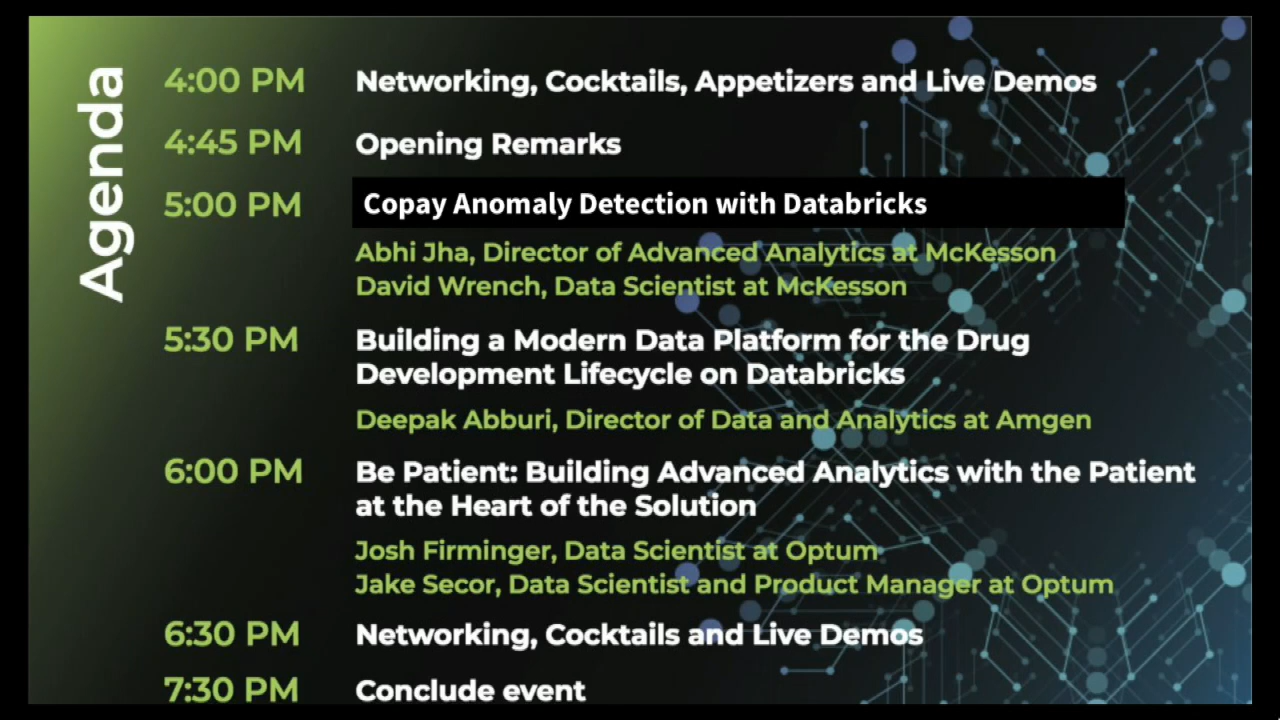 Agenda
4:00 PM Networking, Cocktails, Appetizers and Live Demos
4:45 PM Opening Remarks
5:00 PM Copay Anomaly Detection with Databricks
Abhi Jha, Director of Advanced Analytics at McKesson
David Wrench, Data Scientist at McKesson
5:30 PM Building a Modern Data Platform for the Drug
Development Lifecycle on Databricks
Deepak Abburi, Director of Data and Analytics at Amgen
6:00 PM Be Patient: Building Advanced Analytics with the Patient
at the Heart of the Solution
Josh Firminger, Data Scientist at Optum
Jake Secor, Data Scientist and Product Manager at Optum
6:30 PM Networking, Cocktails and Live Demos
7:30 PM Conclude event